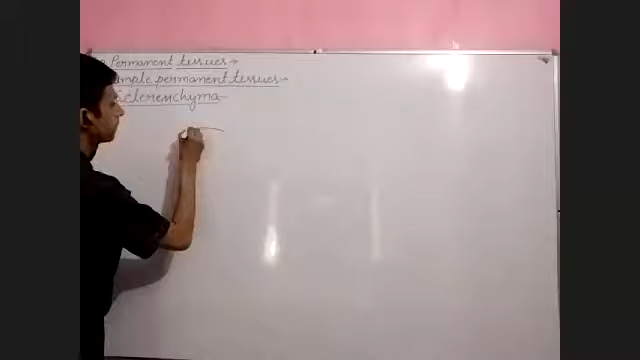 Permanent tissues →
Simple permanent tissues →
Sclerenchyma -